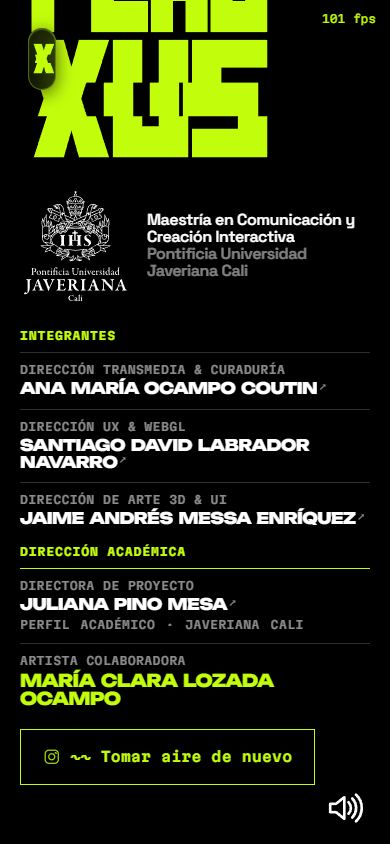 101 fps
XUS
X
IHS
Pontificia Universidad
JAVERIANA
Cali
Maestría en Comunicación y
Creación Interactiva
Pontificia Universidad
Javeriana Cali
INTEGRANTES
DIRECCIÓN TRANSMEDIA & CURADURÍA
ANA MARÍA OCAMPO COUTIN↗
DIRECCIÓN UX & WEBGL
SANTIAGO DAVID LABRADOR
NAVARRO↗
DIRECCIÓN DE ARTE 3D & UI
JAIME ANDRÉS MESSA ENRÍQUEZ↗
DIRECCIÓN ACADÉMICA
DIRECTORA DE PROYECTO
JULIANA PINO MESA↗
PERFIL ACADÉMICO · JAVERIANA CALI
ARTISTA COLABORADORA
MARÍA CLARA LOZADA
OCAMPO
~~ Tomar aire de nuevo